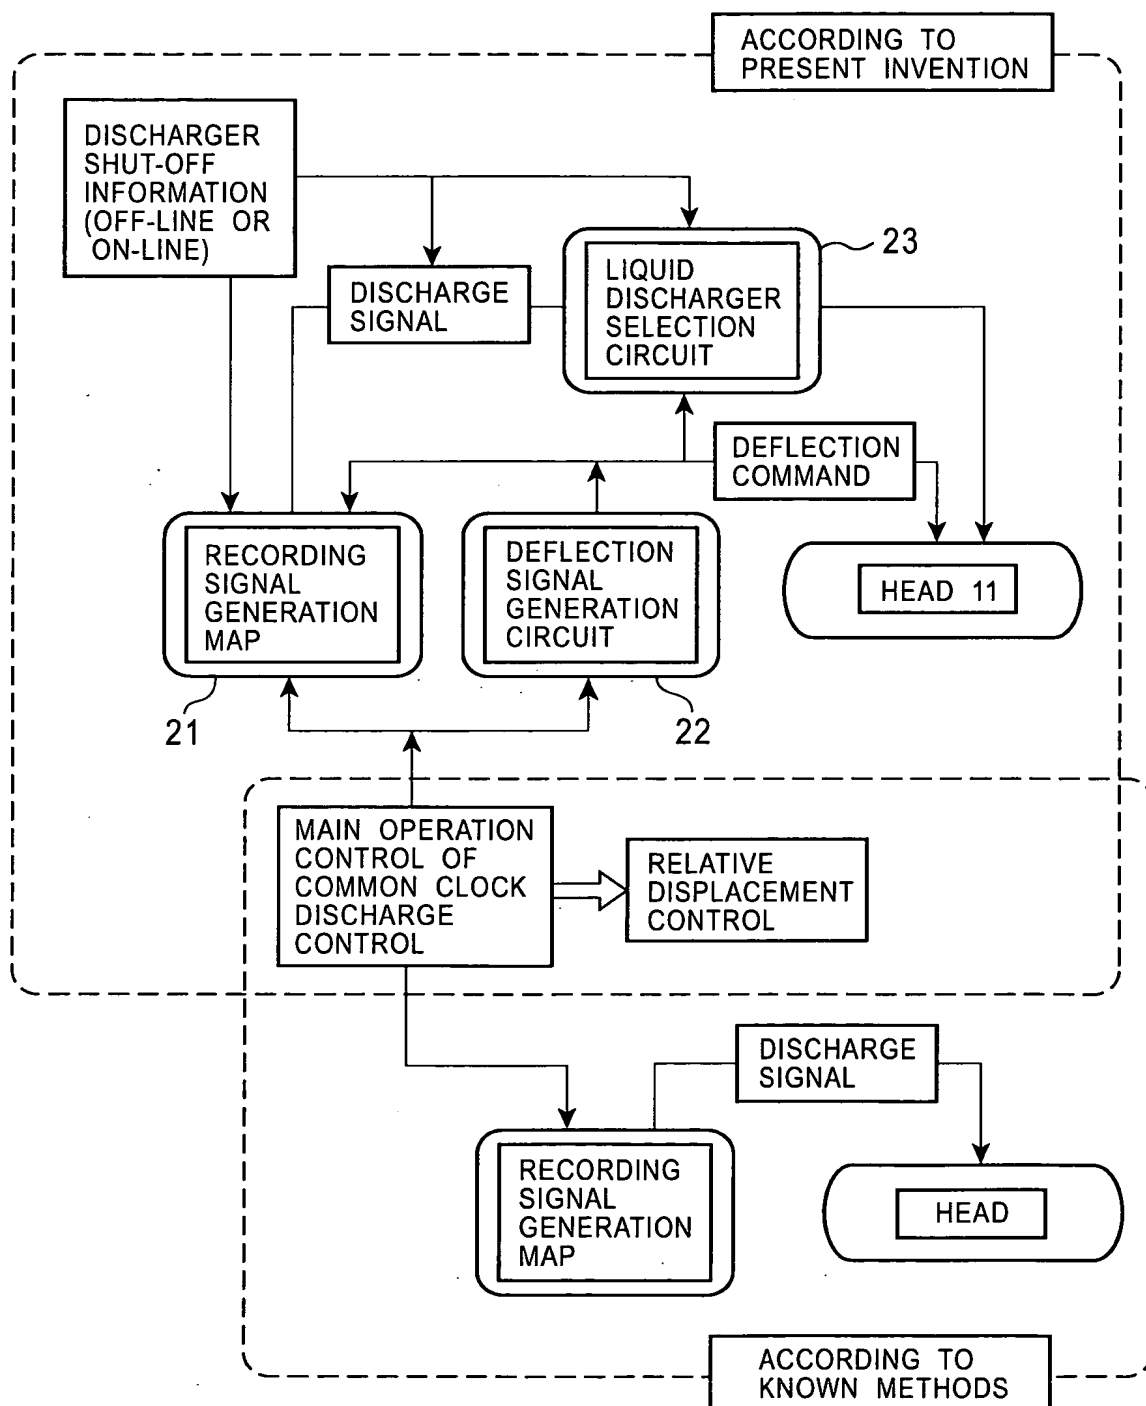 ACCORDING TO
PRESENT INVENTION
DISCHARGER
SHUT-OFF
INFORMATION
(OFF-LINE OR
ON-LINE)
23
DISCHARGE
SIGNAL
LIQUID
DISCHARGER
SELECTION
CIRCUIT
DEFLECTION
COMMAND
RECORDING
SIGNAL
GENERATION
MAP
DEFLECTION
SIGNAL
GENERATION
CIRCUIT
HEAD 11
21
22
MAIN OPERATION
CONTROL OF
COMMON CLOCK
DISCHARGE
CONTROL
RELATIVE
DISPLACEMENT
CONTROL
DISCHARGE
SIGNAL
RECORDING
SIGNAL
GENERATION
MAP
HEAD
ACCORDING TO
KNOWN METHODS